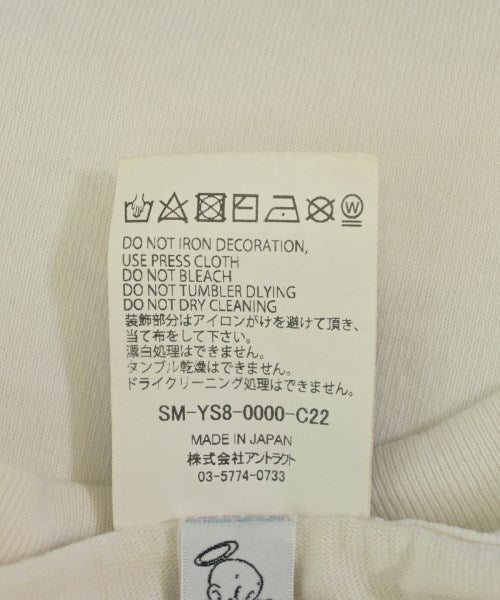 DO NOT IRON DECORATION,
USE PRESS CLOTH
DO NOT BLEACH
DO NOT TUMBLER DLYING
DO NOT DRY CLEANING
装飾部分はアイロンがけを避けて頂き、
当て布をして下さい。
漂白処理はできません。
タンブル乾燥はできません。
ドライクリーニング処理はできません。
SM-YS8-0000-C22
MADE IN JAPAN
株式会社アントラクト
03-5774-0733